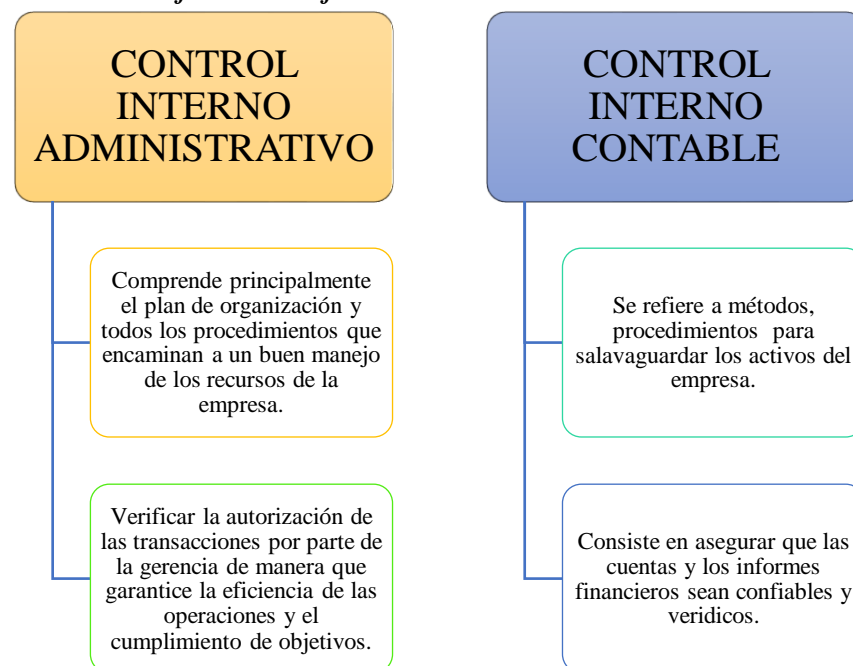 CONTROL
INTERNO
ADMINISTRATIVO
Comprende principalmente
el plan de organización y
todos los procedimientos que
encaminan a un buen manejo
de los recursos de la
empresa.
Verificar la autorización de
las transacciones por parte de
la gerencia de manera que
garantice la eficiencia de las
operaciones y el
cumplimiento de objetivos.
CONTROL
INTERNO
CONTABLE
Se refiere a métodos,
procedimientos para
salavaguardar los activos del
empresa.
Consiste en asegurar que las
cuentas y los informes
financieros sean confiables y
veridicos.